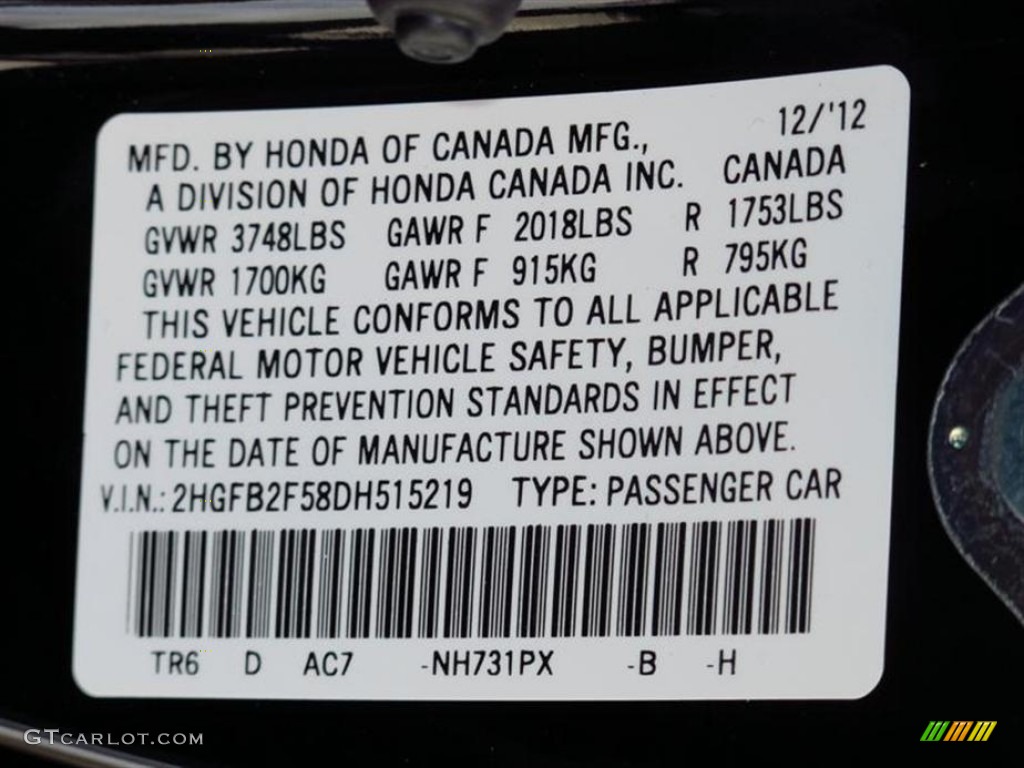 12/'12
MFD. BY HONDA OF CANADA MFG.,
A DIVISION OF HONDA CANADA INC. CANADA
GVWR 3748LBS GAWR F 2018LBS R 1753LBS
GVWR 1700KG GAWR F 915KG R 795KG
THIS VEHICLE CONFORMS TO ALL APPLICABLE
FEDERAL MOTOR VEHICLE SAFETY, BUMPER,
AND THEFT PREVENTION STANDARDS IN EFFECT
ON THE DATE OF MANUFACTURE SHOWN ABOVE.
V.I.N.: 2HGFB2F58DH515219 TYPE: PASSENGER CAR
TR6 D AC7 -NH731PX -B -H
GTCARLOT.COM